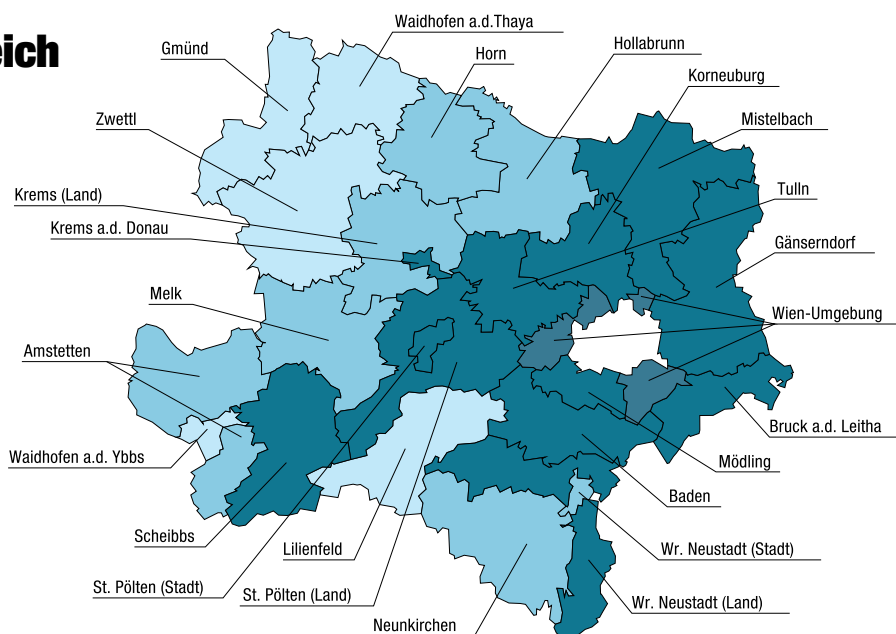 eich
Waidhofen a.d.Thaya
Gmünd
Horn
Hollabrunn
Korneuburg
Zwettl
Mistelbach
Krems (Land)
Tulln
Krems a.d. Donau
Gänserndorf
Melk
Wien-Umgebung
Amstetten
Bruck a.d. Leitha
Waidhofen a.d. Ybbs
Mödling
Baden
Scheibbs
Lilienfeld
Wr. Neustadt (Stadt)
St. Pölten (Stadt)
St. Pölten (Land)
Wr. Neustadt (Land)
Neunkirchen